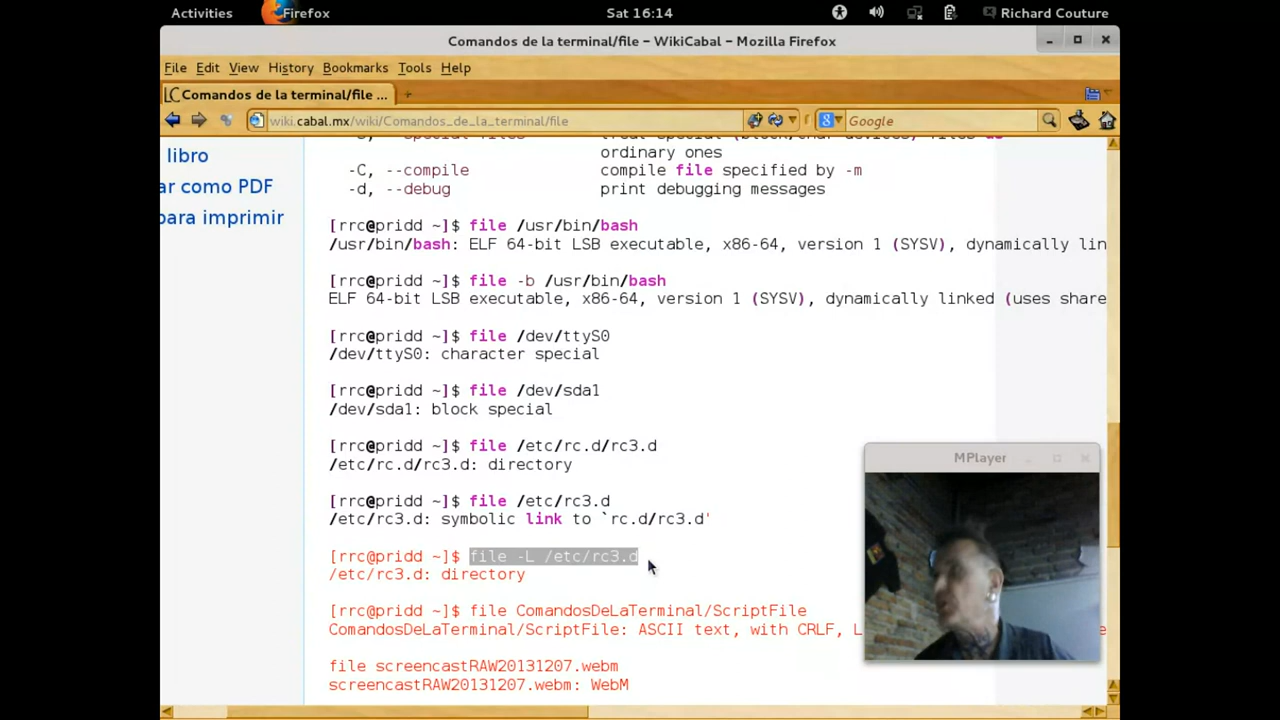 Activities Firefox Sat 16:14 Richard Couture
Comandos de la terminal/file – WikiCabal – Mozilla Firefox
File Edit View History Bookmarks Tools Help
Comandos de la terminal/file ...
wiki.cabal.mx/wiki/Comandos_de_la_terminal/file Google
libro
ar como PDF
para imprimir
ordinary ones
-C, --compile compile file specified by -m
-d, --debug print debugging messages
[rrc@pridd ~]$ file /usr/bin/bash
/usr/bin/bash: ELF 64-bit LSB executable, x86-64, version 1 (SYSV), dynamically lin
[rrc@pridd ~]$ file -b /usr/bin/bash
ELF 64-bit LSB executable, x86-64, version 1 (SYSV), dynamically linked (uses share
[rrc@pridd ~]$ file /dev/ttyS0
/dev/ttyS0: character special
[rrc@pridd ~]$ file /dev/sda1
/dev/sda1: block special
[rrc@pridd ~]$ file /etc/rc.d/rc3.d
/etc/rc.d/rc3.d: directory
[rrc@pridd ~]$ file /etc/rc3.d
/etc/rc3.d: symbolic link to `rc.d/rc3.d'
[rrc@pridd ~]$ file -L /etc/rc3.d
/etc/rc3.d: directory
[rrc@pridd ~]$ file ComandosDeLaTerminal/ScriptFile
ComandosDeLaTerminal/ScriptFile: ASCII text, with CRLF, L
file screencastRAW20131207.webm
screencastRAW20131207.webm: WebM
MPlayer